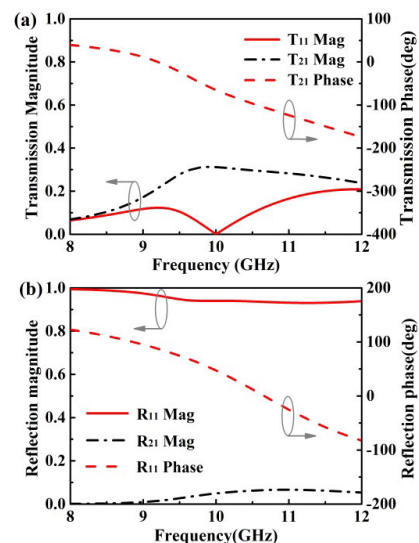 (a)
1.0
0.8
0.6
0.4
0.2
0.0
Transmission Magnitude
T11 Mag
T21 Mag
T21 Phase
100
0
-100
-200
-300
-400
Transmission Phase(deg)
8 9 10 11 12
Frequency (GHz)
(b)
1.0
0.8
0.6
0.4
0.2
0.0
Reflection magnitude
R11 Mag
R21 Mag
R11 Phase
200
100
0
-100
-200
Reflection phase(deg)
8 9 10 11 12
Frequency(GHz)